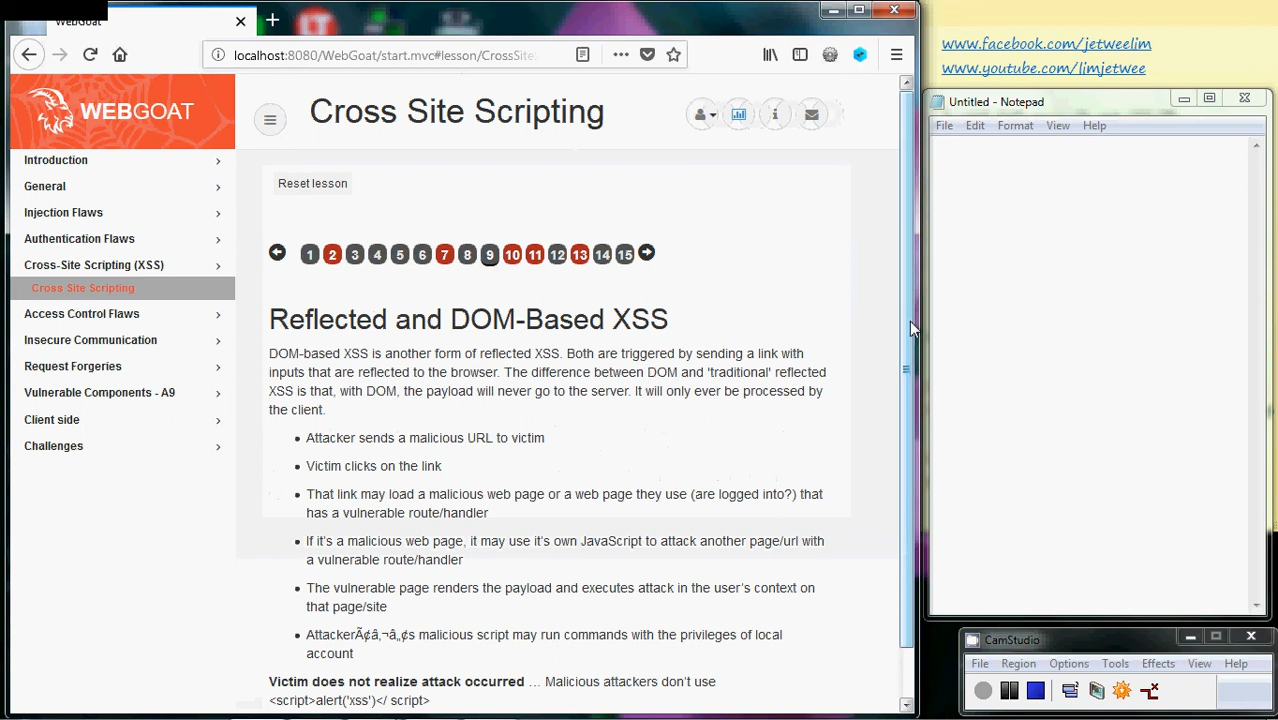 WebGoat
localhost:8080/WebGoat/start.mvc#lesson/CrossSite
WEBGOAT
Introduction
General
Injection Flaws
Authentication Flaws
Cross-Site Scripting (XSS)
Cross Site Scripting
Access Control Flaws
Insecure Communication
Request Forgeries
Vulnerable Components - A9
Client side
Challenges
Cross Site Scripting
Reset lesson
1 2 3 4 5 6 7 8 9 10 11 12 13 14 15
Reflected and DOM-Based XSS
DOM-based XSS is another form of reflected XSS. Both are triggered by sending a link with
inputs that are reflected to the browser. The difference between DOM and 'traditional' reflected
XSS is that, with DOM, the payload will never go to the server. It will only ever be processed by
the client.
• Attacker sends a malicious URL to victim
• Victim clicks on the link
• That link may load a malicious web page or a web page they use (are logged into?) that
has a vulnerable route/handler
• If it's a malicious web page, it may use it's own JavaScript to attack another page/url with
a vulnerable route/handler
• The vulnerable page renders the payload and executes attack in the user's context on
that page/site
• AttackerÃ¢â‚¬â„¢s malicious script may run commands with the privileges of local
account
Victim does not realize attack occurred … Malicious attackers don't use
<script>alert('xss')</ script>
www.facebook.com/jetweelim
www.youtube.com/limjetwee
Untitled - Notepad
File Edit Format View Help
CamStudio
File Region Options Tools Effects View Help